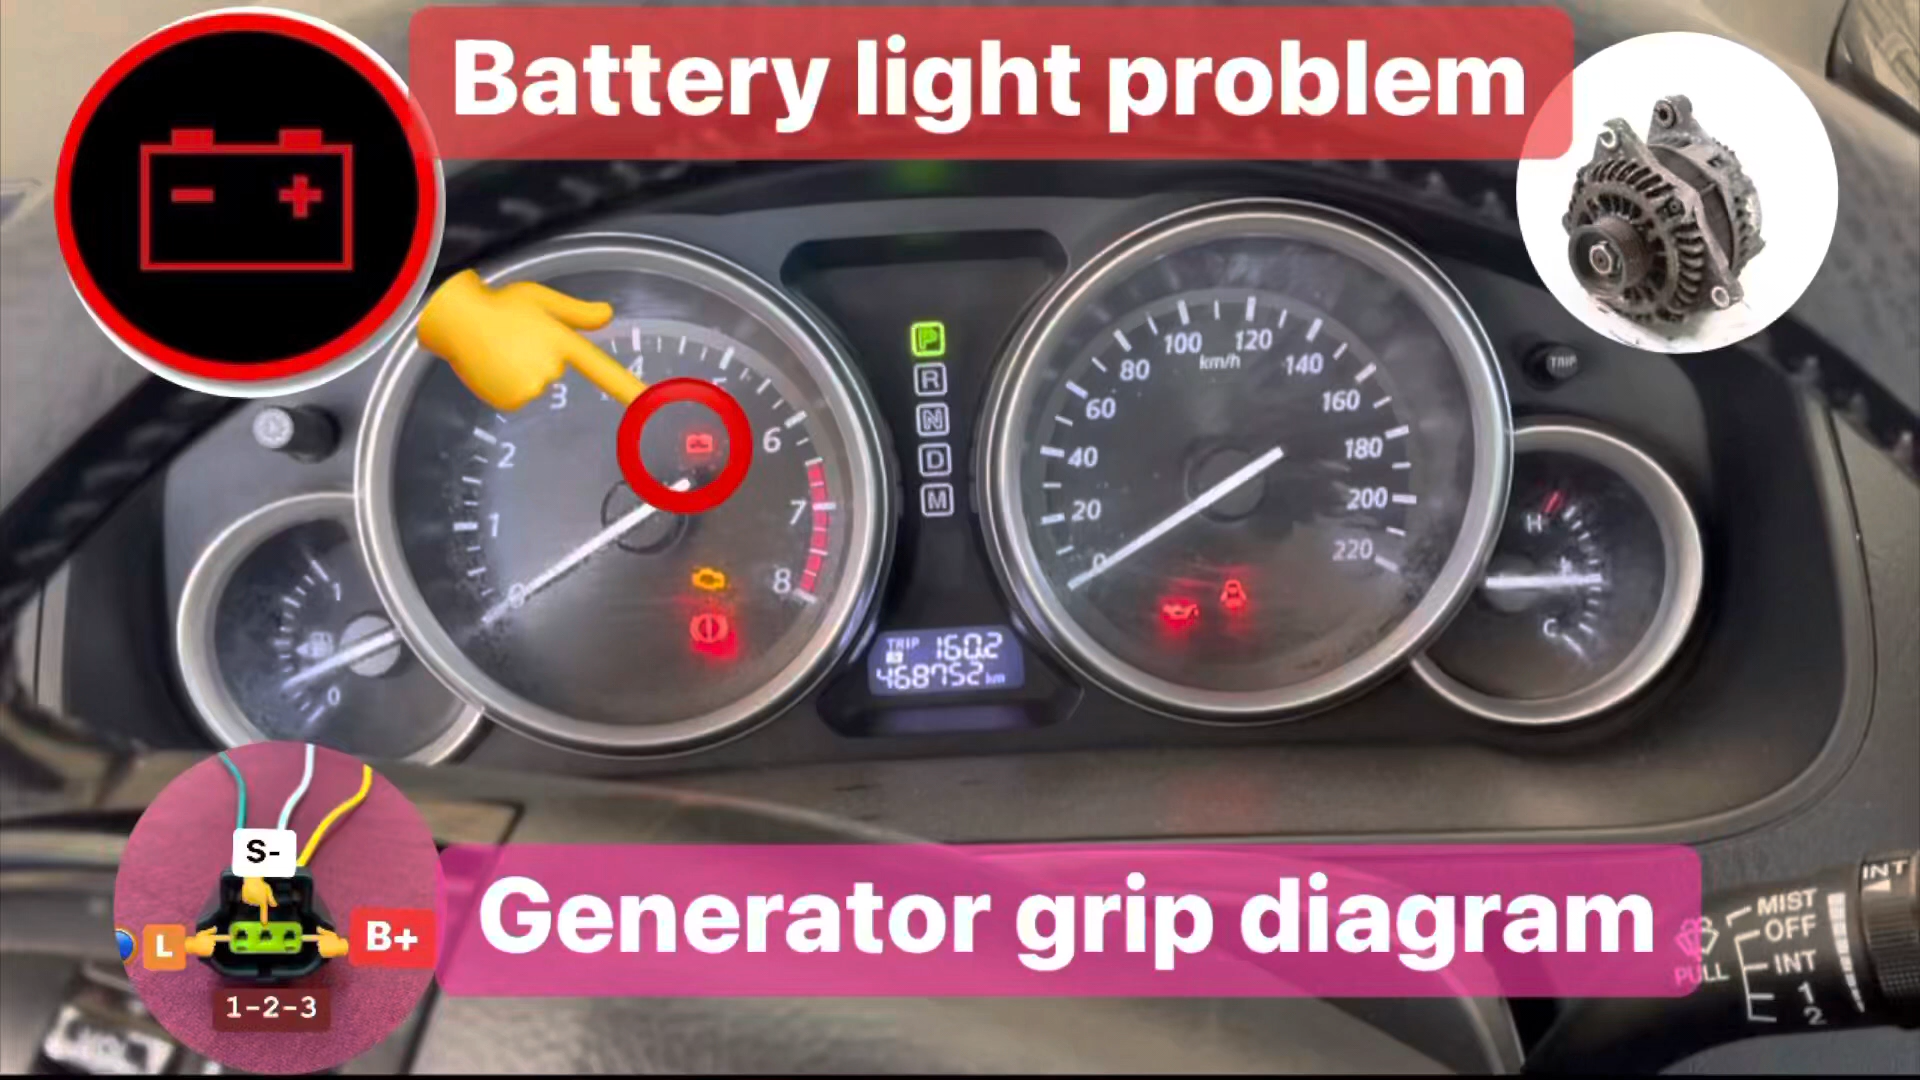 Battery light problem
- +
TRIP
1
2
3
4
5
6
7
8
0
P
R
N
D
M
0
20
40
60
80
100
120
140
160
180
200
220
km/h
H
C
1
0
TRIP 160.2
A
468752 km
S-
L
B+
1-2-3
Generator grip diagram
INT
MIST
OFF
INT
1
2
PULL